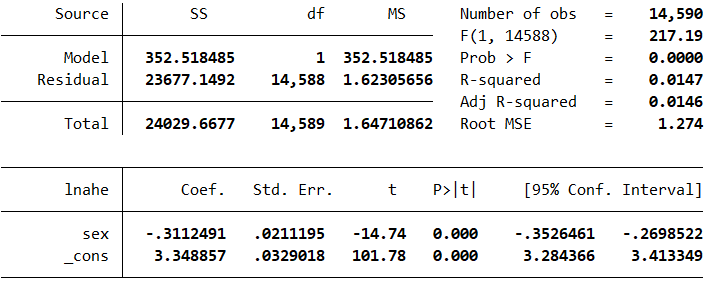 Source SS df MS Number of obs = 14,590
F(1, 14588) = 217.19
Model 352.518485 1 352.518485 Prob > F = 0.0000
Residual 23677.1492 14,588 1.62305656 R-squared = 0.0147
Adj R-squared = 0.0146
Total 24029.6677 14,589 1.64710862 Root MSE = 1.274
lnahe Coef. Std. Err. t P>|t| [95% Conf. Interval]
sex -.3112491 .0211195 -14.74 0.000 -.3526461 -.2698522
_cons 3.348857 .0329018 101.78 0.000 3.284366 3.413349